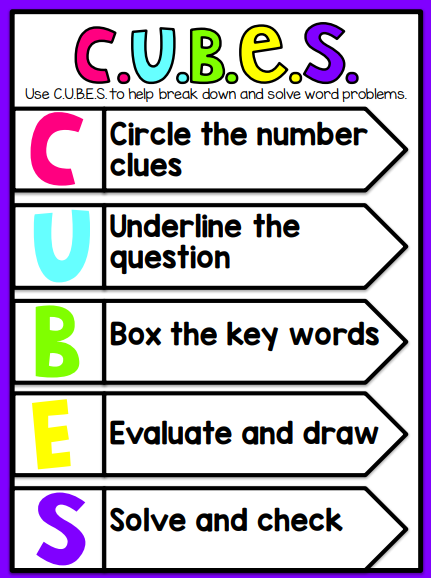 C.U.B.E.S.
Use C.U.B.E.S. to help break down and solve word problems.
C
Circle the number
clues
U
Underline the
question
B
Box the key words
E
Evaluate and draw
S
Solve and check